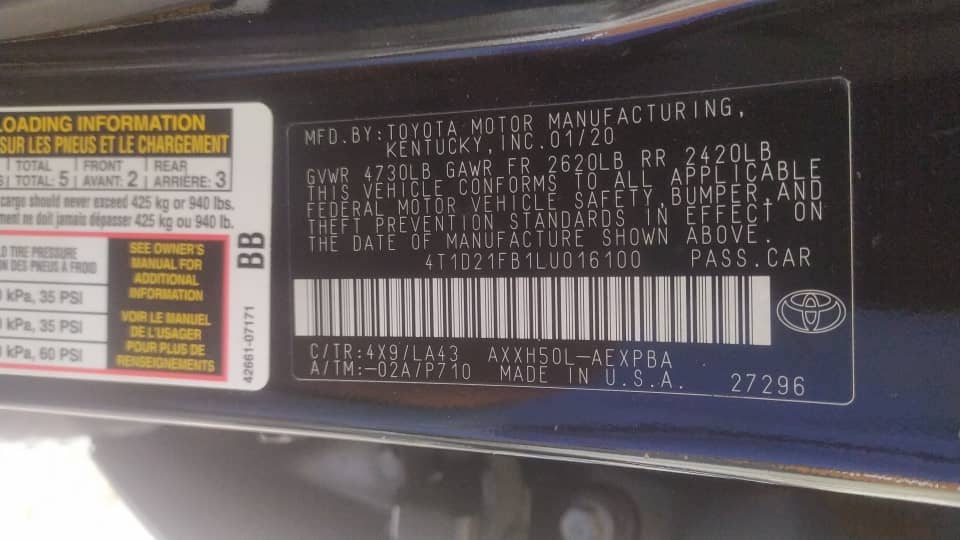 LOADING INFORMATION
SUR LES PNEUS ET LE CHARGEMENT
TOTAL FRONT REAR
TOTAL: 5 AVANT: 2 ARRIÈRE: 3
cargo should never exceed 425 kg or 940 lbs.
ne doit jamais dépasser 425 kg ou 940 lb.
TIRE PRESSURE
DES PNEUS À FROID
kPa, 35 PSI
kPa, 35 PSI
kPa, 60 PSI
SEE OWNER'S
MANUAL FOR
ADDITIONAL
INFORMATION
VOIR LE MANUEL
DE L'USAGER
POUR PLUS DE
RENSEIGNEMENTS
BB
42661-07171
MFD.BY:TOYOTA MOTOR MANUFACTURING,
KENTUCKY, INC.01/20
GVWR 4730LB GAWR FR 2620LB RR 2420LB
THIS VEHICLE CONFORMS TO ALL APPLICABLE
FEDERAL MOTOR VEHICLE SAFETY,BUMPER,AND
THEFT PREVENTION STANDARDS IN EFFECT ON
THE DATE OF MANUFACTURE SHOWN ABOVE.
4T1D21FB1LU016100 PASS.CAR
C/TR:4X9/LA43 AXXH50L-AEXPBA
A/TM:-02A/P710 MADE IN U.S.A. 27296